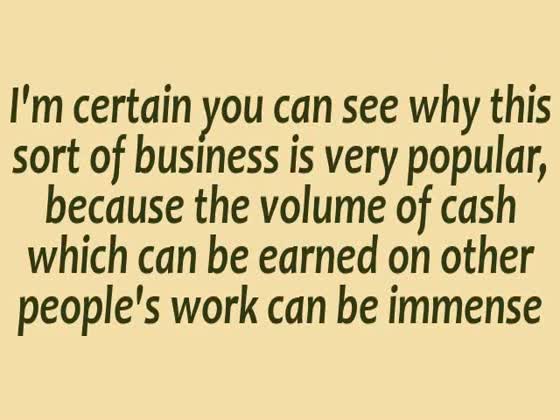 I'm certain you can see why this
sort of business is very popular,
because the volume of cash
which can be earned on other
people's work can be immense